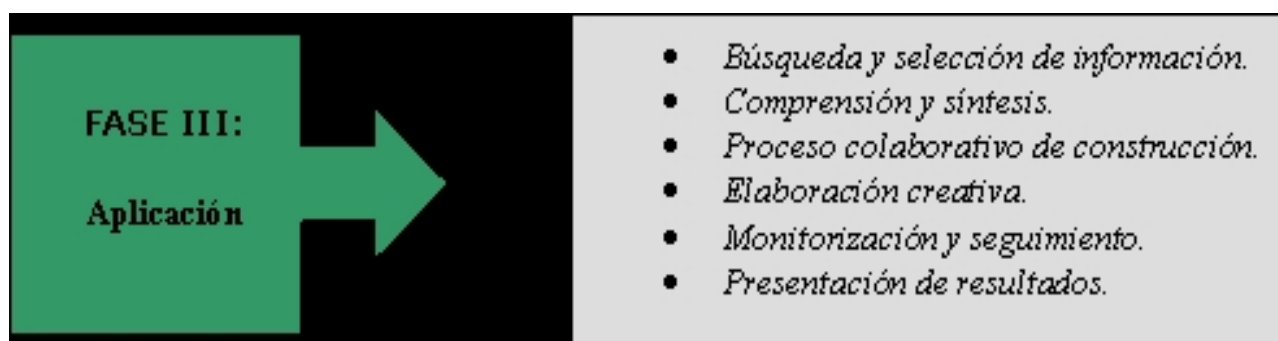 FASE III:
Aplicación
• Búsqueda y selección de información.
• Comprensión y síntesis.
• Proceso colaborativo de construcción.
• Elaboración creativa.
• Monitorización y seguimiento.
• Presentación de resultados.